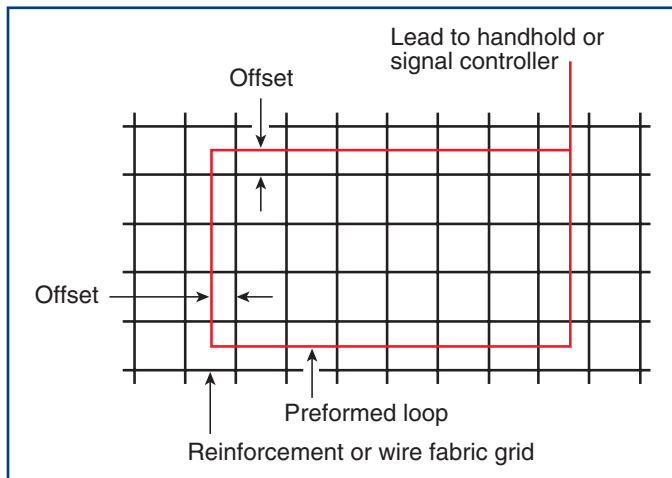 Lead to handhold or
signal controller
Offset
Offset
Preformed loop
Reinforcement or wire fabric grid